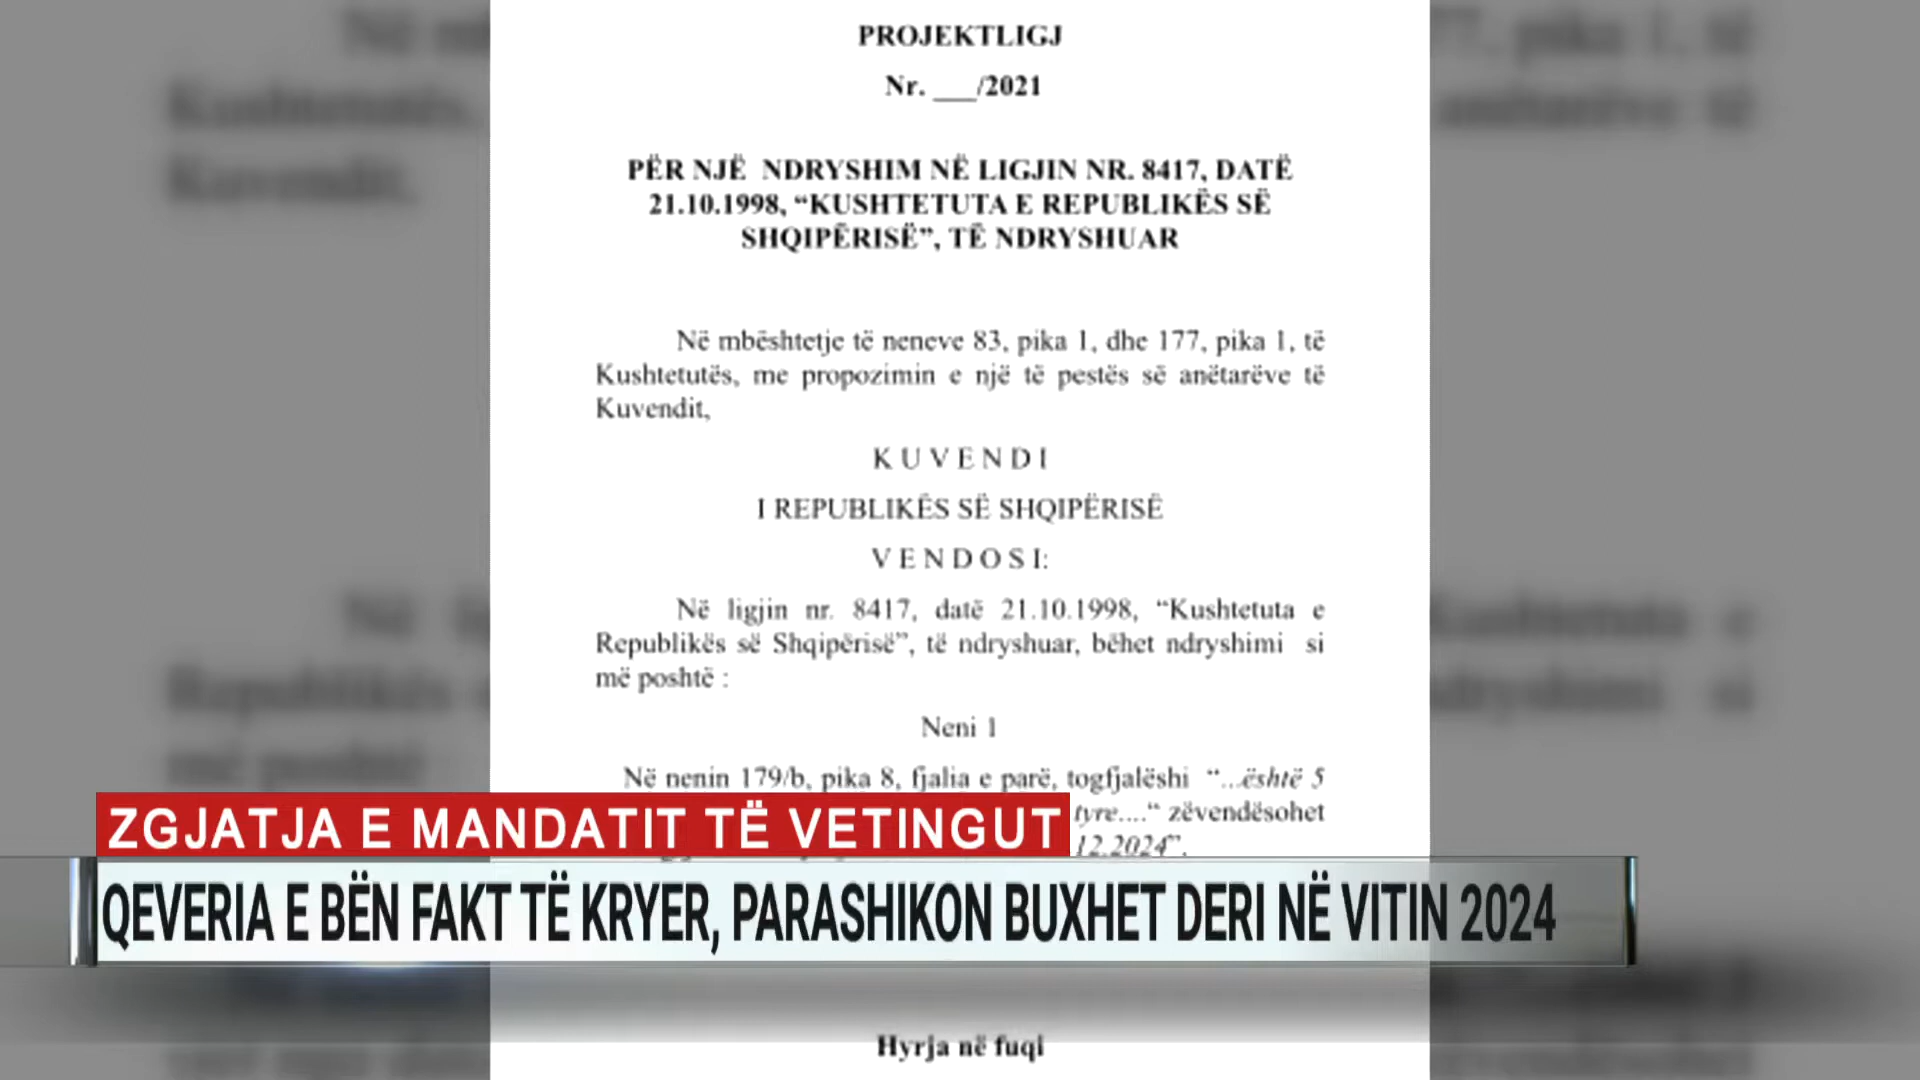 PROJEKTLIGJ
Nr. ___/2021
PËR NJË NDRYSHIM NË LIGJIN NR. 8417, DATË
21.10.1998, “KUSHTETUTA E REPUBLIKËS SË
SHQIPËRISË”, TË NDRYSHUAR
Në mbështetje të neneve 83, pika 1, dhe 177, pika 1, të
Kushtetutës, me propozimin e një të pestës së anëtarëve të
Kuvendit,
K U V E N D I
I REPUBLIKËS SË SHQIPËRISË
V E N D O S I:
Në ligjin nr. 8417, datë 21.10.1998, “Kushtetuta e
Republikës së Shqipërisë”, të ndryshuar, bëhet ndryshimi si
më poshtë :
Neni 1
Në nenin 179/b, pika 8, fjalia e parë, togfjalëshi “...është 5
tyre....“ zëvendësohet
12.2024”.
ZGJATJA E MANDATIT TË VETINGUT
QEVERIA E BËN FAKT TË KRYER, PARASHIKON BUXHET DERI NË VITIN 2024
Hyrja në fuqi